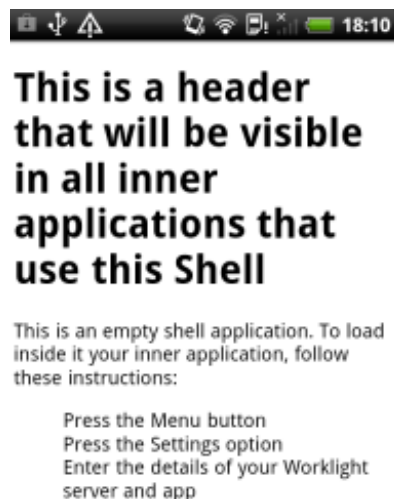 18:10
This is a header
that will be visible
in all inner
applications that
use this Shell
This is an empty shell application. To load
inside it your inner application, follow
these instructions:
Press the Menu button
Press the Settings option
Enter the details of your Worklight
server and app